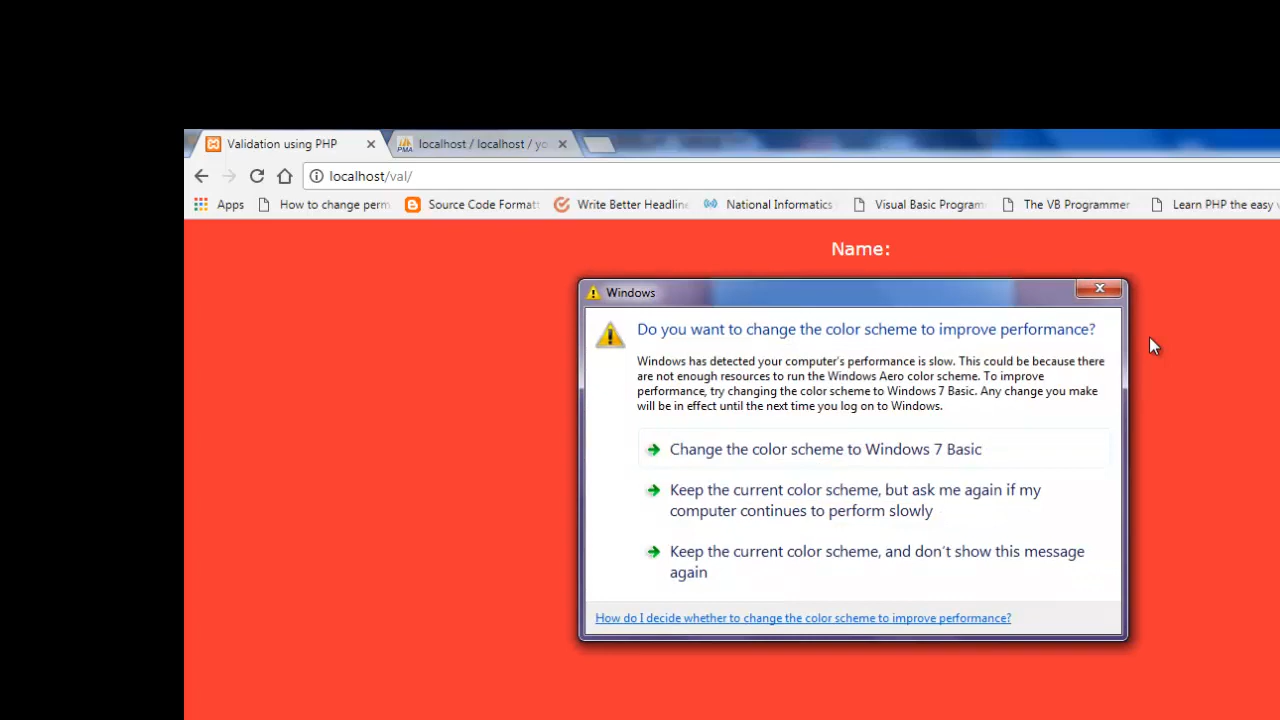 Validation using PHP
localhost / localhost / yo
localhost/val/
Apps
How to change perm
Source Code Format
Write Better Headline
National Informatics
Visual Basic Program
The VB Programmer
Learn PHP the easy
Name:
Windows
Do you want to change the color scheme to improve performance?
Windows has detected your computer's performance is slow. This could be because there
are not enough resources to run the Windows Aero color scheme. To improve
performance, try changing the color scheme to Windows 7 Basic. Any change you make
will be in effect until the next time you log on to Windows.
Change the color scheme to Windows 7 Basic
Keep the current color scheme, but ask me again if my
computer continues to perform slowly
Keep the current color scheme, and don't show this message
again
How do I decide whether to change the color scheme to improve performance?